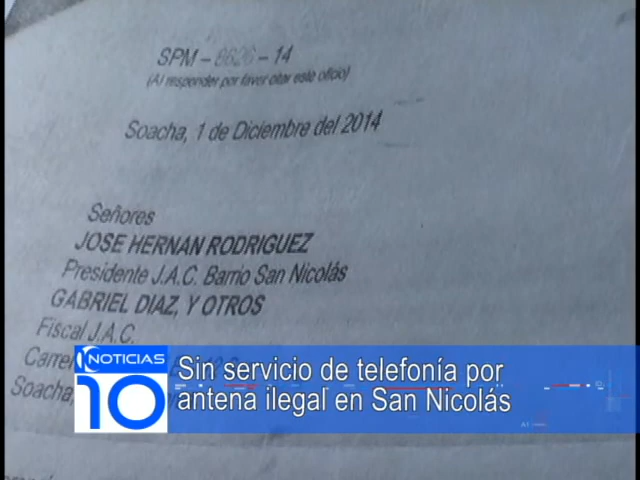 SPM - 8626 - 14
(Al responder por favor citar este oficio)
Soacha, 1 de Diciembre del 2014
Señores
JOSE HERNAN RODRIGUEZ
Presidente J.A.C. Barrio San Nicolás
GABRIEL DIAZ, Y OTROS
Fiscal J.A.C.
Soacha
NOTICIAS
10
Sin servicio de telefonía por
antena ilegal en San Nicolás